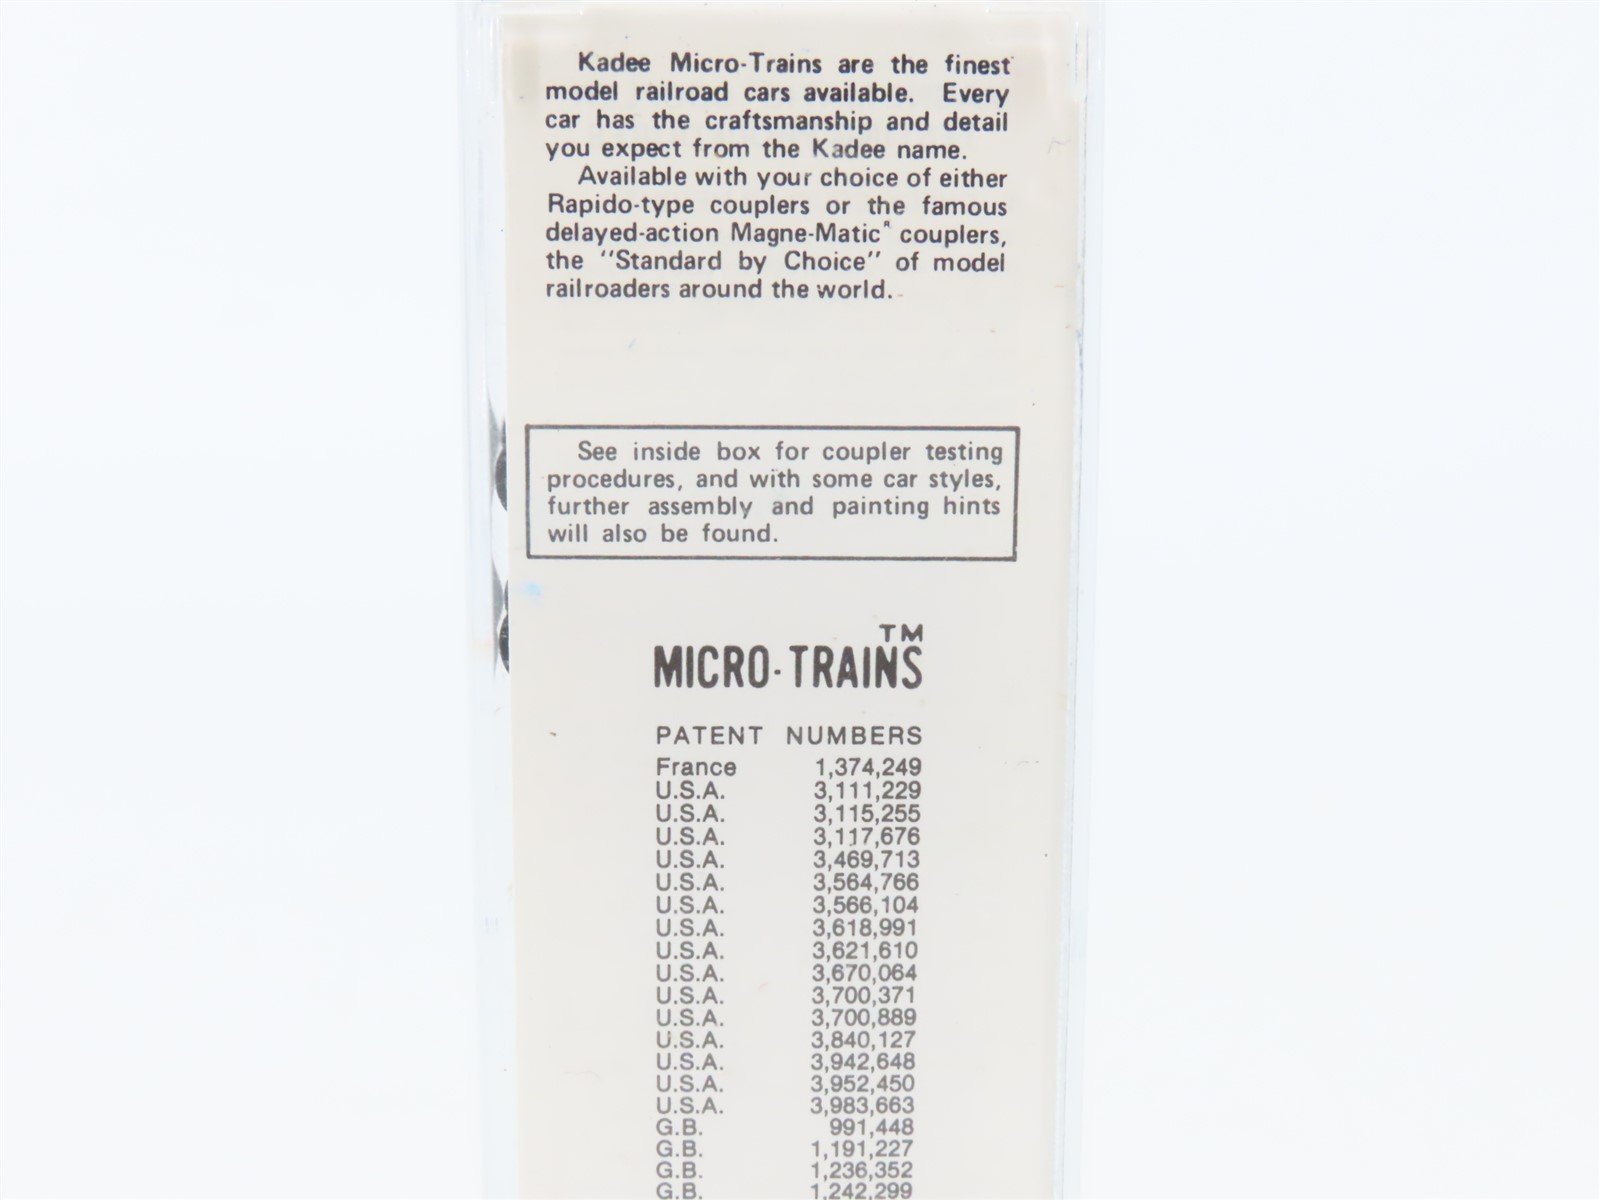 Kadee Micro-Trains are the finest
model railroad cars available. Every
car has the craftsmanship and detail
you expect from the Kadee name.
Available with your choice of either
Rapido-type couplers or the famous
delayed-action Magne-Matic® couplers,
the "Standard by Choice" of model
railroaders around the world.
See inside box for coupler testing
procedures, and with some car styles,
further assembly and painting hints
will also be found.
MICRO-TRAINS™
PATENT NUMBERS
France 1,374,249
U.S.A. 3,111,229
U.S.A. 3,115,255
U.S.A. 3,117,676
U.S.A. 3,469,713
U.S.A. 3,564,766
U.S.A. 3,566,104
U.S.A. 3,618,991
U.S.A. 3,621,610
U.S.A. 3,670,064
U.S.A. 3,700,371
U.S.A. 3,700,889
U.S.A. 3,840,127
U.S.A. 3,942,648
U.S.A. 3,952,450
U.S.A. 3,983,663
G.B. 991,448
G.B. 1,191,227
G.B. 1,236,352
G.B. 1,242,299